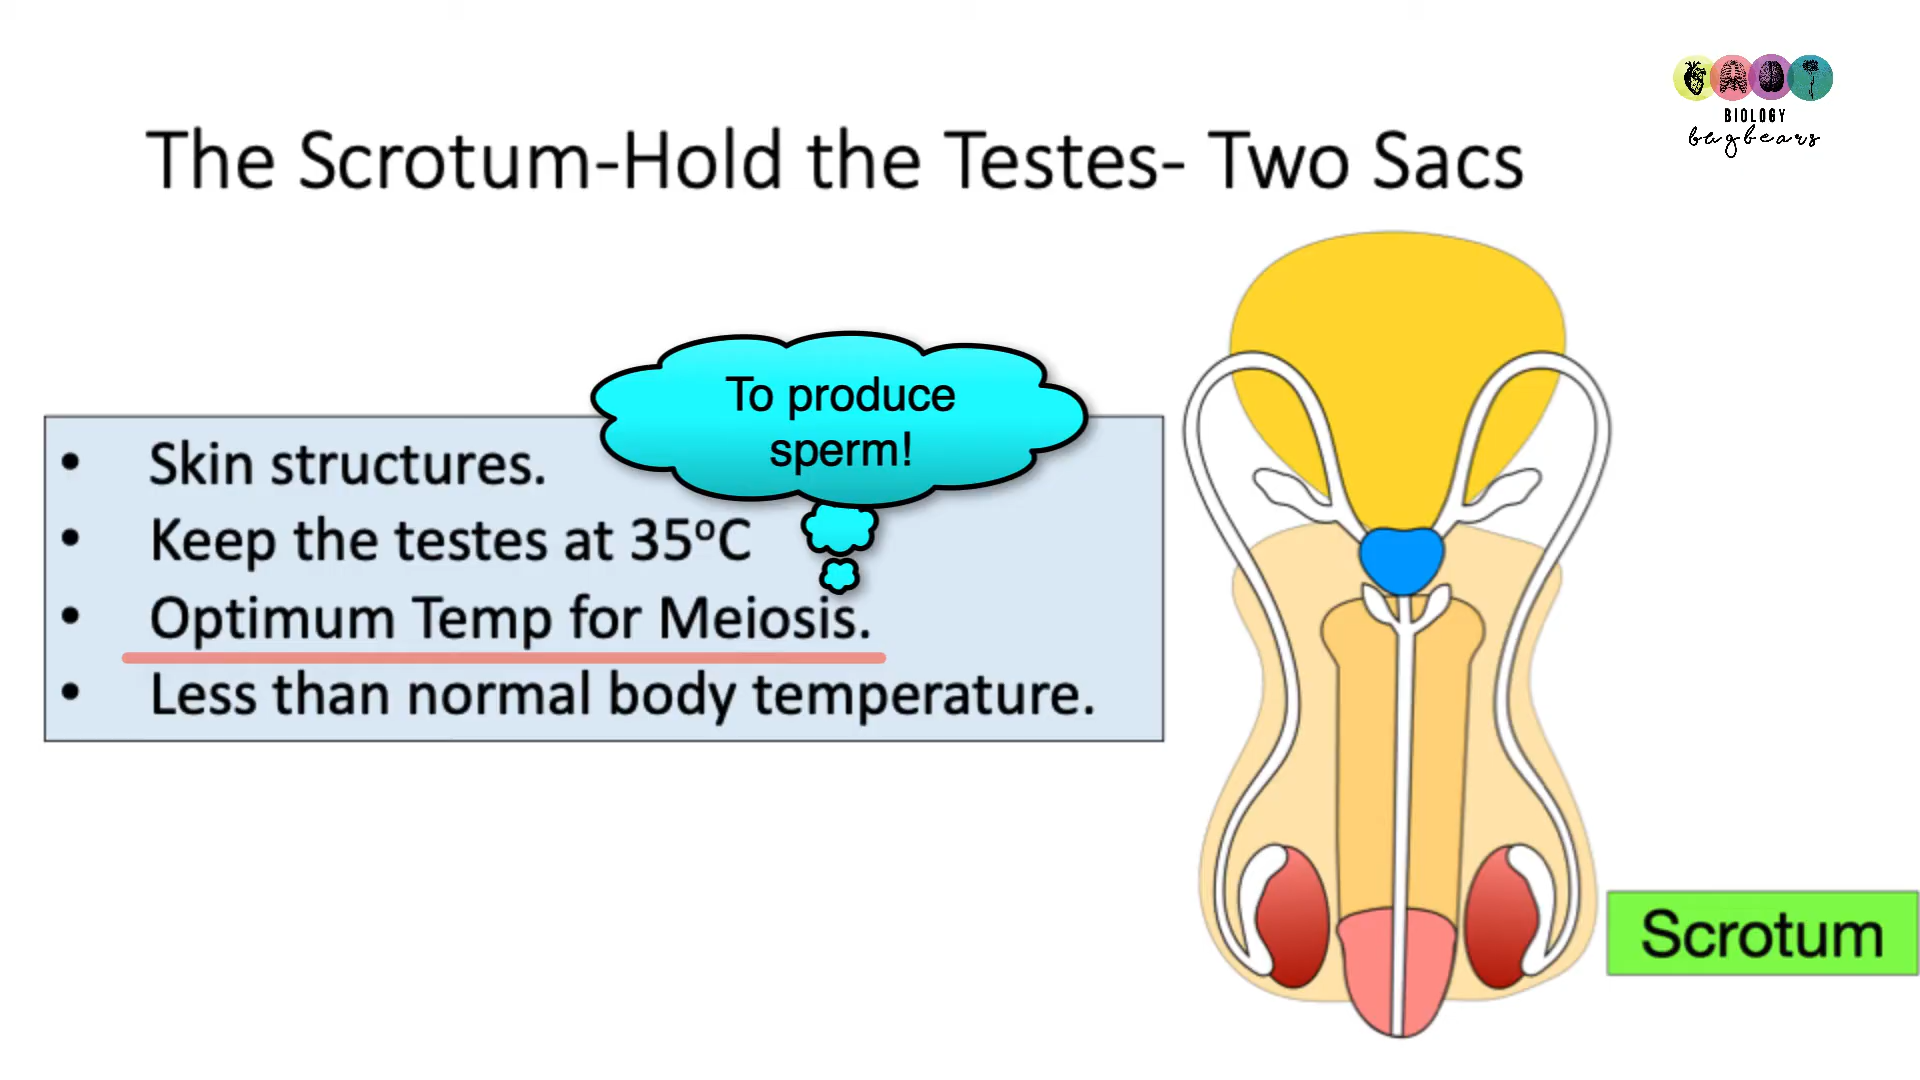 BIOLOGY
bugbears
The Scrotum-Hold the Testes- Two Sacs
To produce
sperm!
• Skin structures.
• Keep the testes at 35ºC
• Optimum Temp for Meiosis.
• Less than normal body temperature.
Scrotum